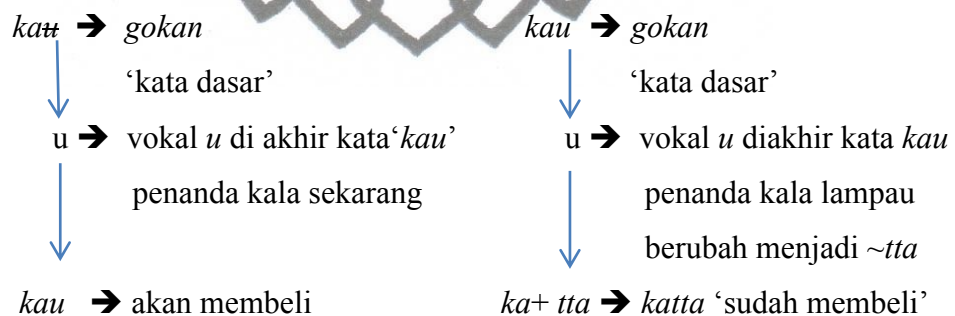 kau ➔ gokan
‘kata dasar’
u ➔ vokal u di akhir kata‘kau’
penanda kala sekarang
kau ➔ akan membeli
kau ➔ gokan
‘kata dasar’
u ➔ vokal u diakhir kata kau
penanda kala lampau
berubah menjadi ~tta
ka+ tta ➔ katta ‘sudah membeli’